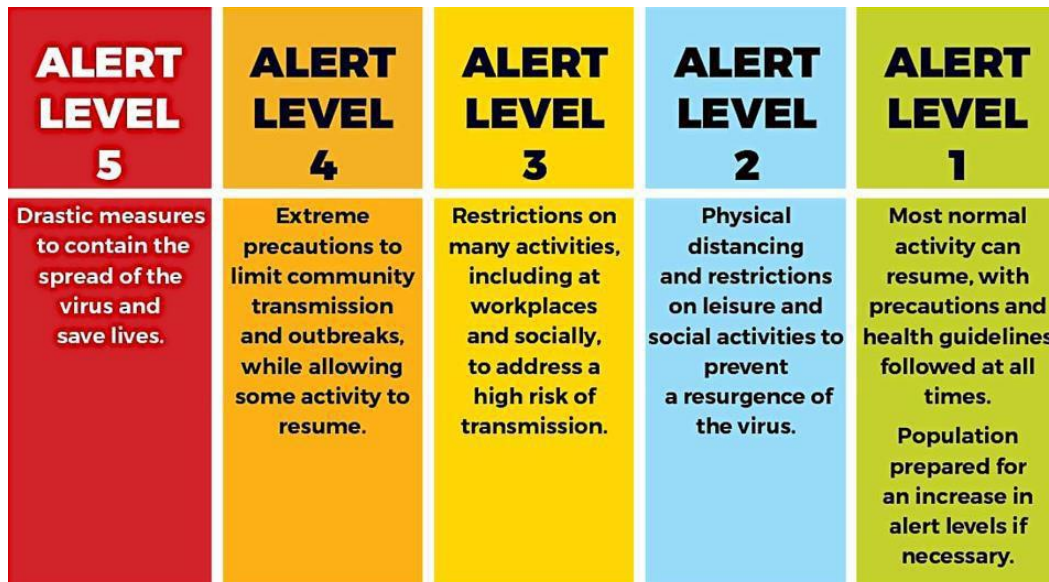 ALERT
LEVEL
5
Drastic measures
to contain the
spread of the
virus and
save lives.
ALERT
LEVEL
4
Extreme
precautions to
limit community
transmission
and outbreaks,
while allowing
some activity to
resume.
ALERT
LEVEL
3
Restrictions on
many activities,
including at
workplaces
and socially,
to address a
high risk of
transmission.
ALERT
LEVEL
2
Physical
distancing
and restrictions
on leisure and
social activities to
prevent
a resurgence of
the virus.
ALERT
LEVEL
1
Most normal
activity can
resume, with
precautions and
health guidelines
followed at all
times.
Population
prepared for
an increase in
alert levels if
necessary.